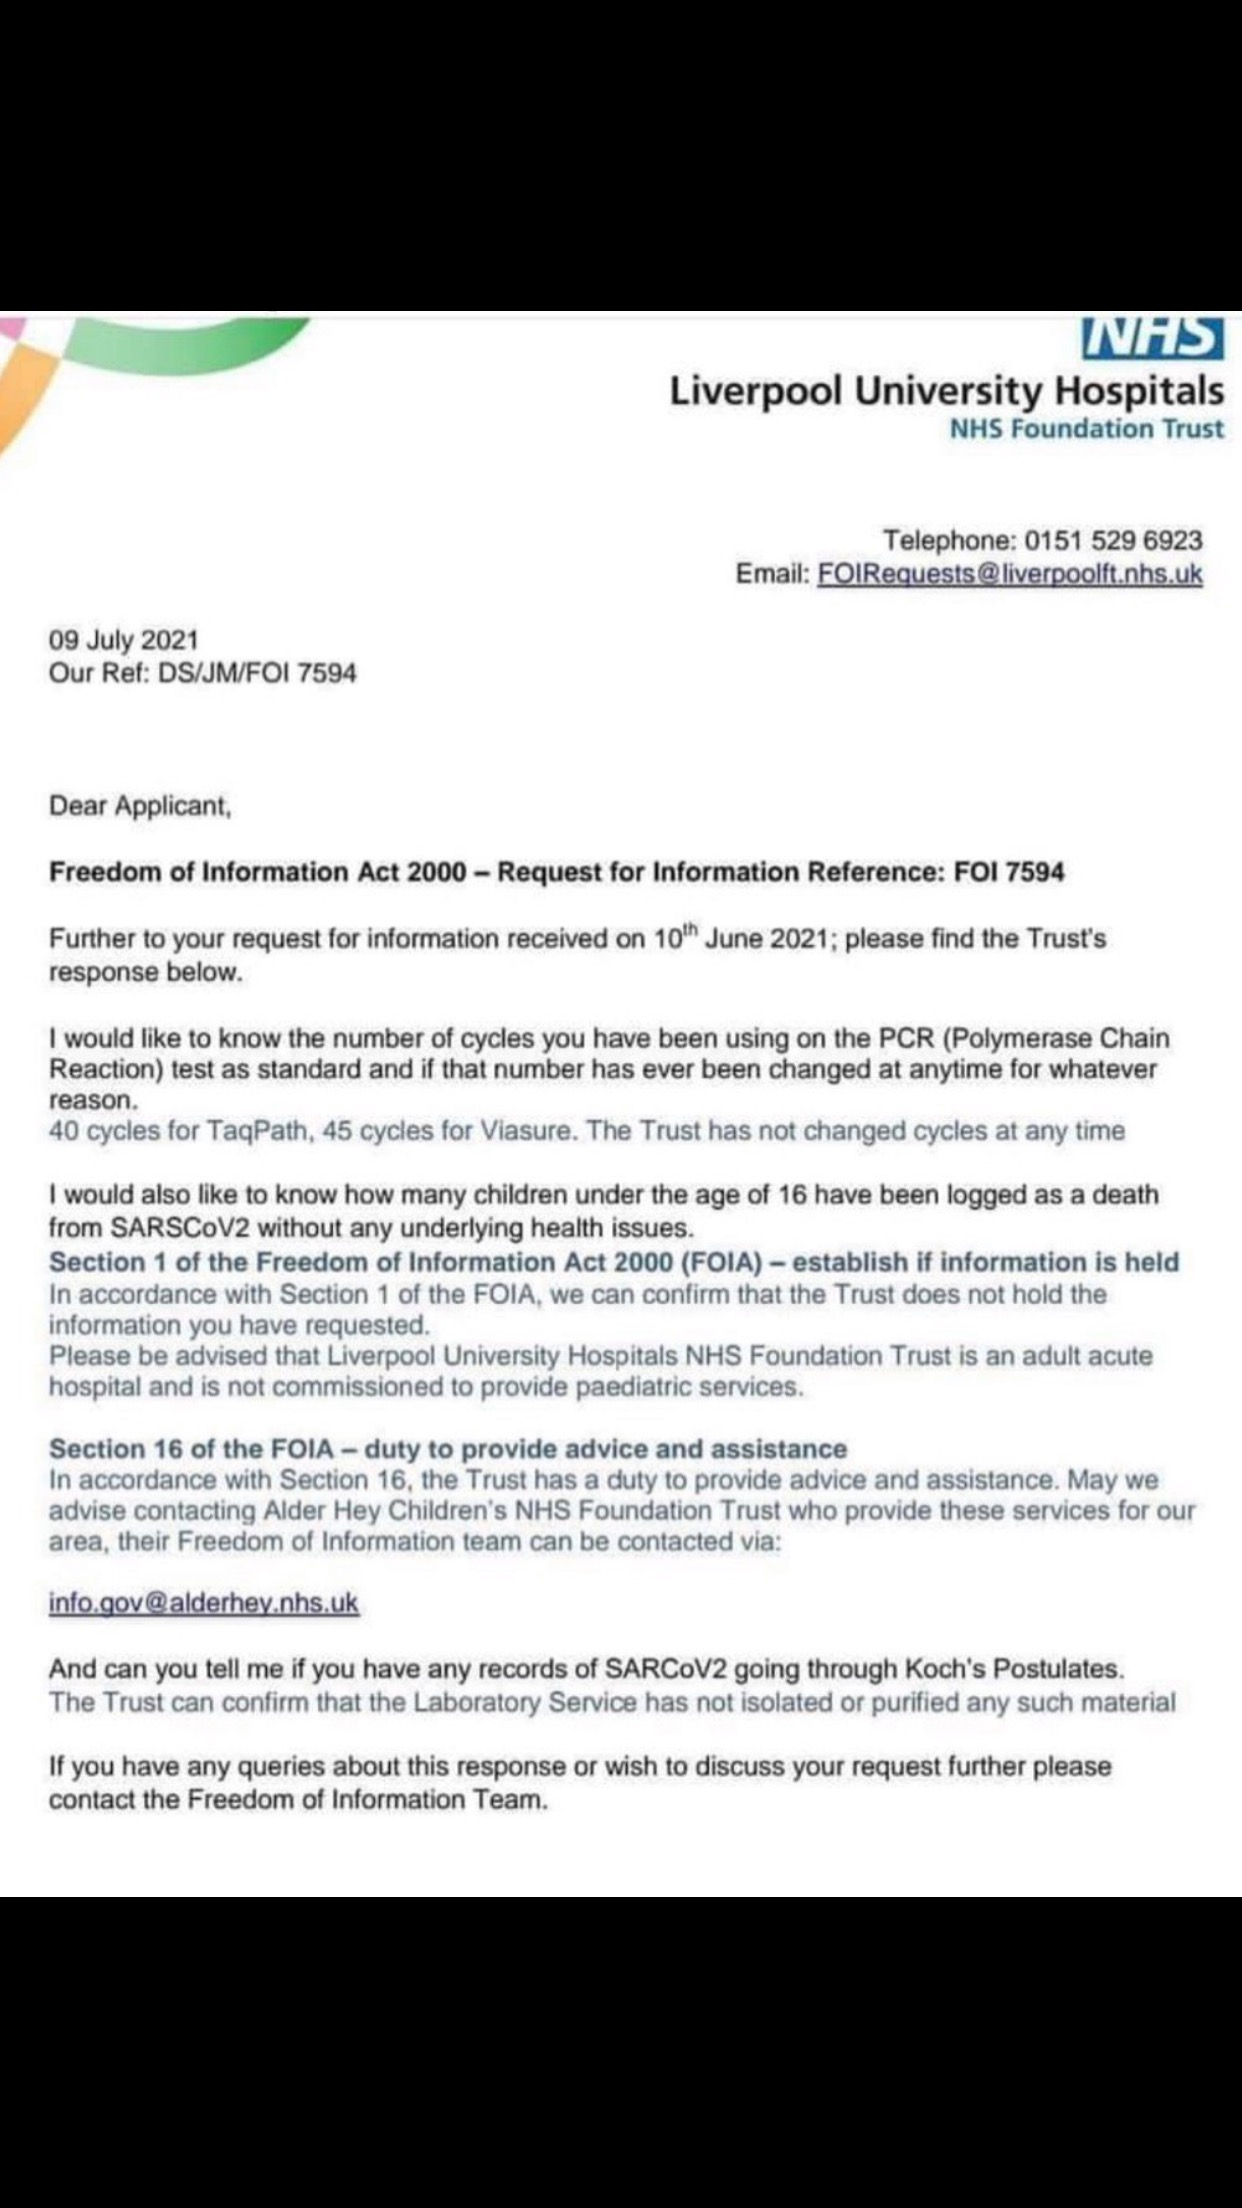 NHS
Liverpool University Hospitals
NHS Foundation Trust
Telephone: 0151 529 6923
Email: FOIRequests@liverpoolft.nhs.uk
09 July 2021
Our Ref: DS/JM/FOI 7594
Dear Applicant,
Freedom of Information Act 2000 – Request for Information Reference: FOI 7594
Further to your request for information received on 10th June 2021; please find the Trust's
response below.
I would like to know the number of cycles you have been using on the PCR (Polymerase Chain
Reaction) test as standard and if that number has ever been changed at anytime for whatever
reason.
40 cycles for TaqPath, 45 cycles for Viasure. The Trust has not changed cycles at any time
I would also like to know how many children under the age of 16 have been logged as a death
from SARSCoV2 without any underlying health issues.
Section 1 of the Freedom of Information Act 2000 (FOIA) – establish if information is held
In accordance with Section 1 of the FOIA, we can confirm that the Trust does not hold the
information you have requested.
Please be advised that Liverpool University Hospitals NHS Foundation Trust is an adult acute
hospital and is not commissioned to provide paediatric services.
Section 16 of the FOIA – duty to provide advice and assistance
In accordance with Section 16, the Trust has a duty to provide advice and assistance. May we
advise contacting Alder Hey Children's NHS Foundation Trust who provide these services for our
area, their Freedom of Information team can be contacted via:
info.gov@alderhey.nhs.uk
And can you tell me if you have any records of SARCoV2 going through Koch's Postulates.
The Trust can confirm that the Laboratory Service has not isolated or purified any such material
If you have any queries about this response or wish to discuss your request further please
contact the Freedom of Information Team.